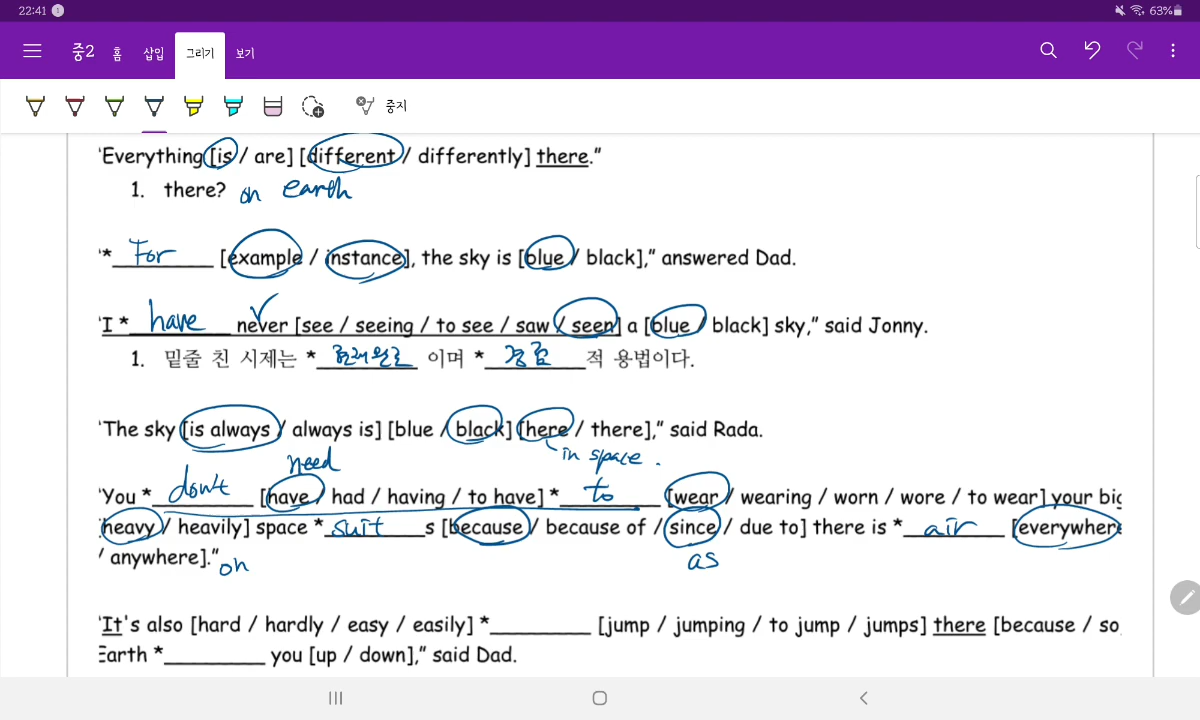 22:41 1 63%
중2 홈 삽입 그리기 보기
중지
'Everything [is / are] [different / differently] there."
1. there? on earth
"* For [example / instance], the sky is [blue / black]," answered Dad.
'I * have never [see / seeing / to see / saw / seen] a [blue / black] sky," said Jonny.
1. 밑줄 친 시제는 * 현재완료 이며 * 경험 적 용법이다.
'The sky [is always / always is] [blue / black] [here / there]," said Rada.
need in space.
'You * don't [have / had / having / to have] * to [wear / wearing / worn / wore / to wear] your big
heavy / heavily] space * suit s [because / because of / since / due to] there is * air [everywhere
/ anywhere]." on as
'It's also [hard / hardly / easy / easily] * [jump / jumping / to jump / jumps] there [because / so
Earth * you [up / down]," said Dad.